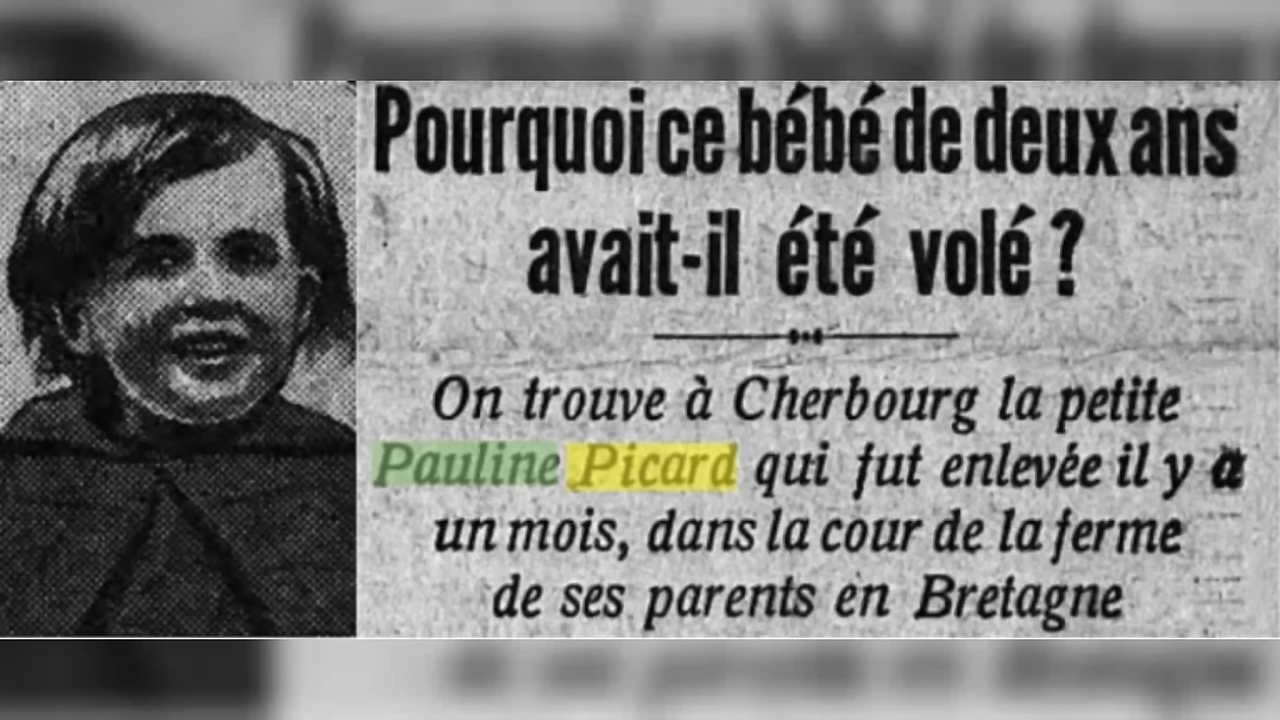 Pourquoi ce bébé de deux ans
avait-il été volé ?
On trouve à Cherbourg la petite
Pauline Picard qui fut enlevée il y a
un mois, dans la cour de la ferme
de ses parents en Bretagne